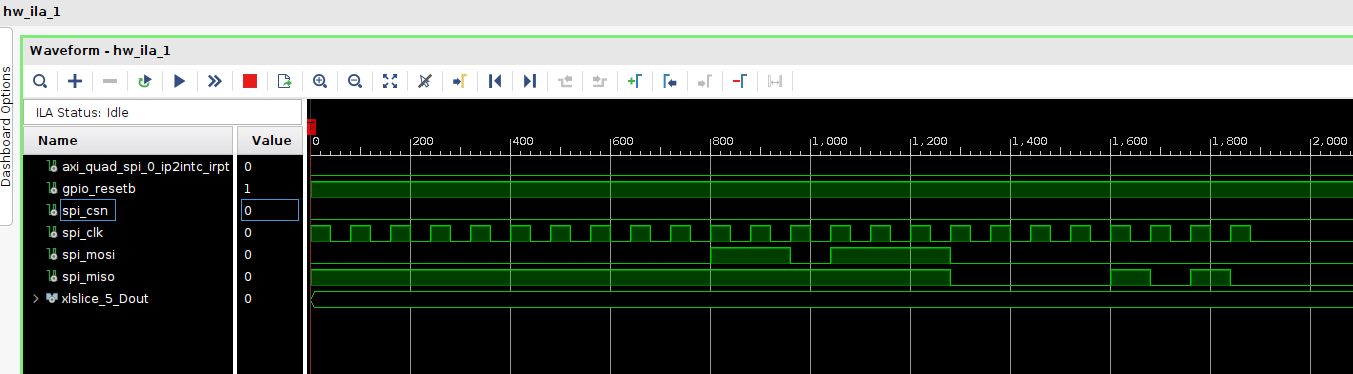 hw_ila_1
Dashboard Options
Waveform - hw_ila_1
ILA Status: Idle
Name Value
0 200 400 600 800 1,000 1,200 1,400 1,600 1,800 2,000
axi_quad_spi_0_ip2intc_irpt 0
gpio_resetb 1
spi_csn 0
spi_clk 0
spi_mosi 0
spi_miso 0
xlslice_5_Dout 0